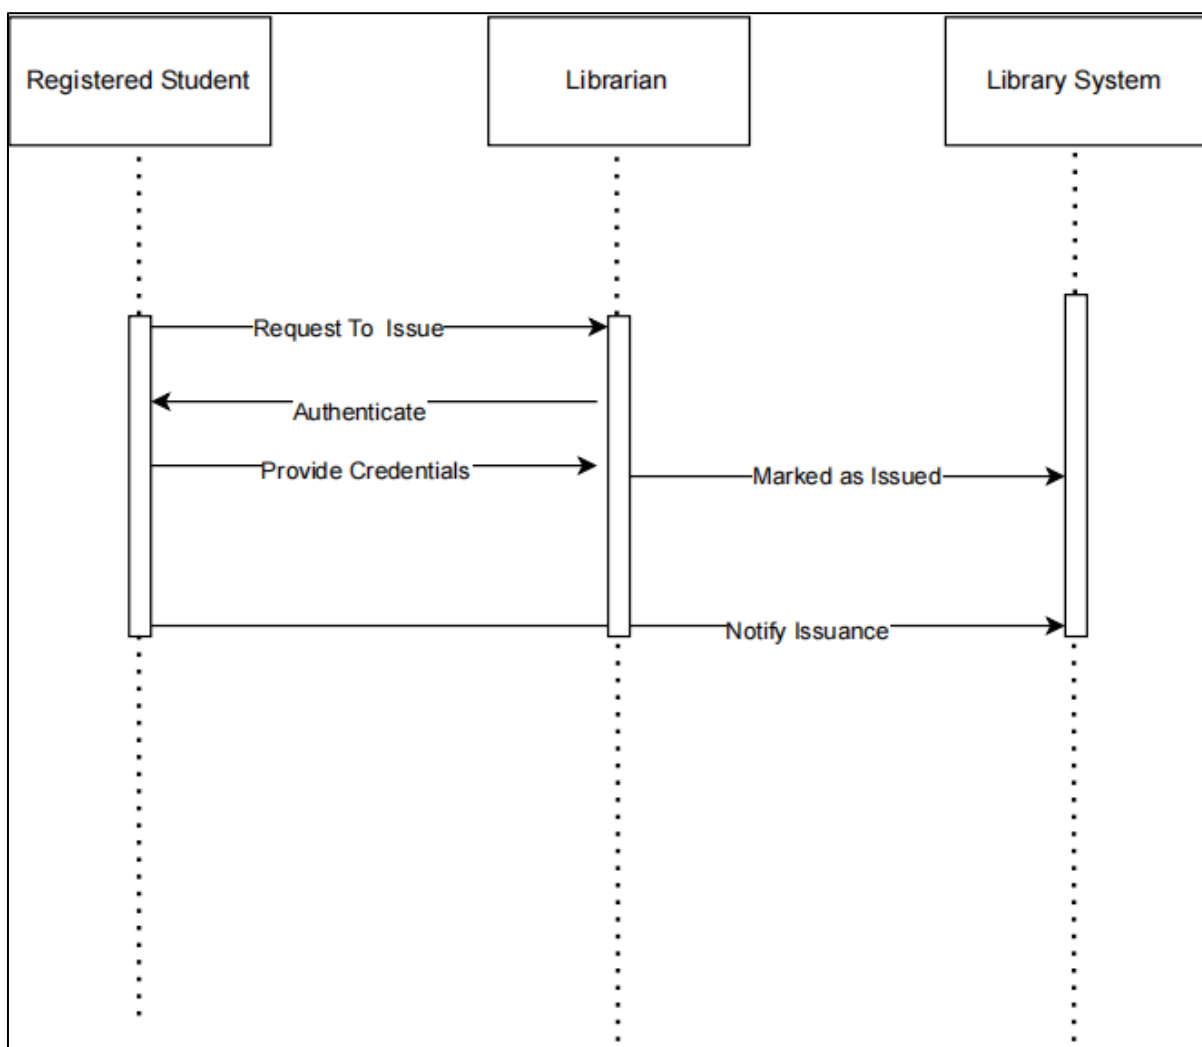 Registered Student
Librarian
Library System
Request To  Issue
Authenticate
Provide Credentials
Marked as Issued
Notify Issuance